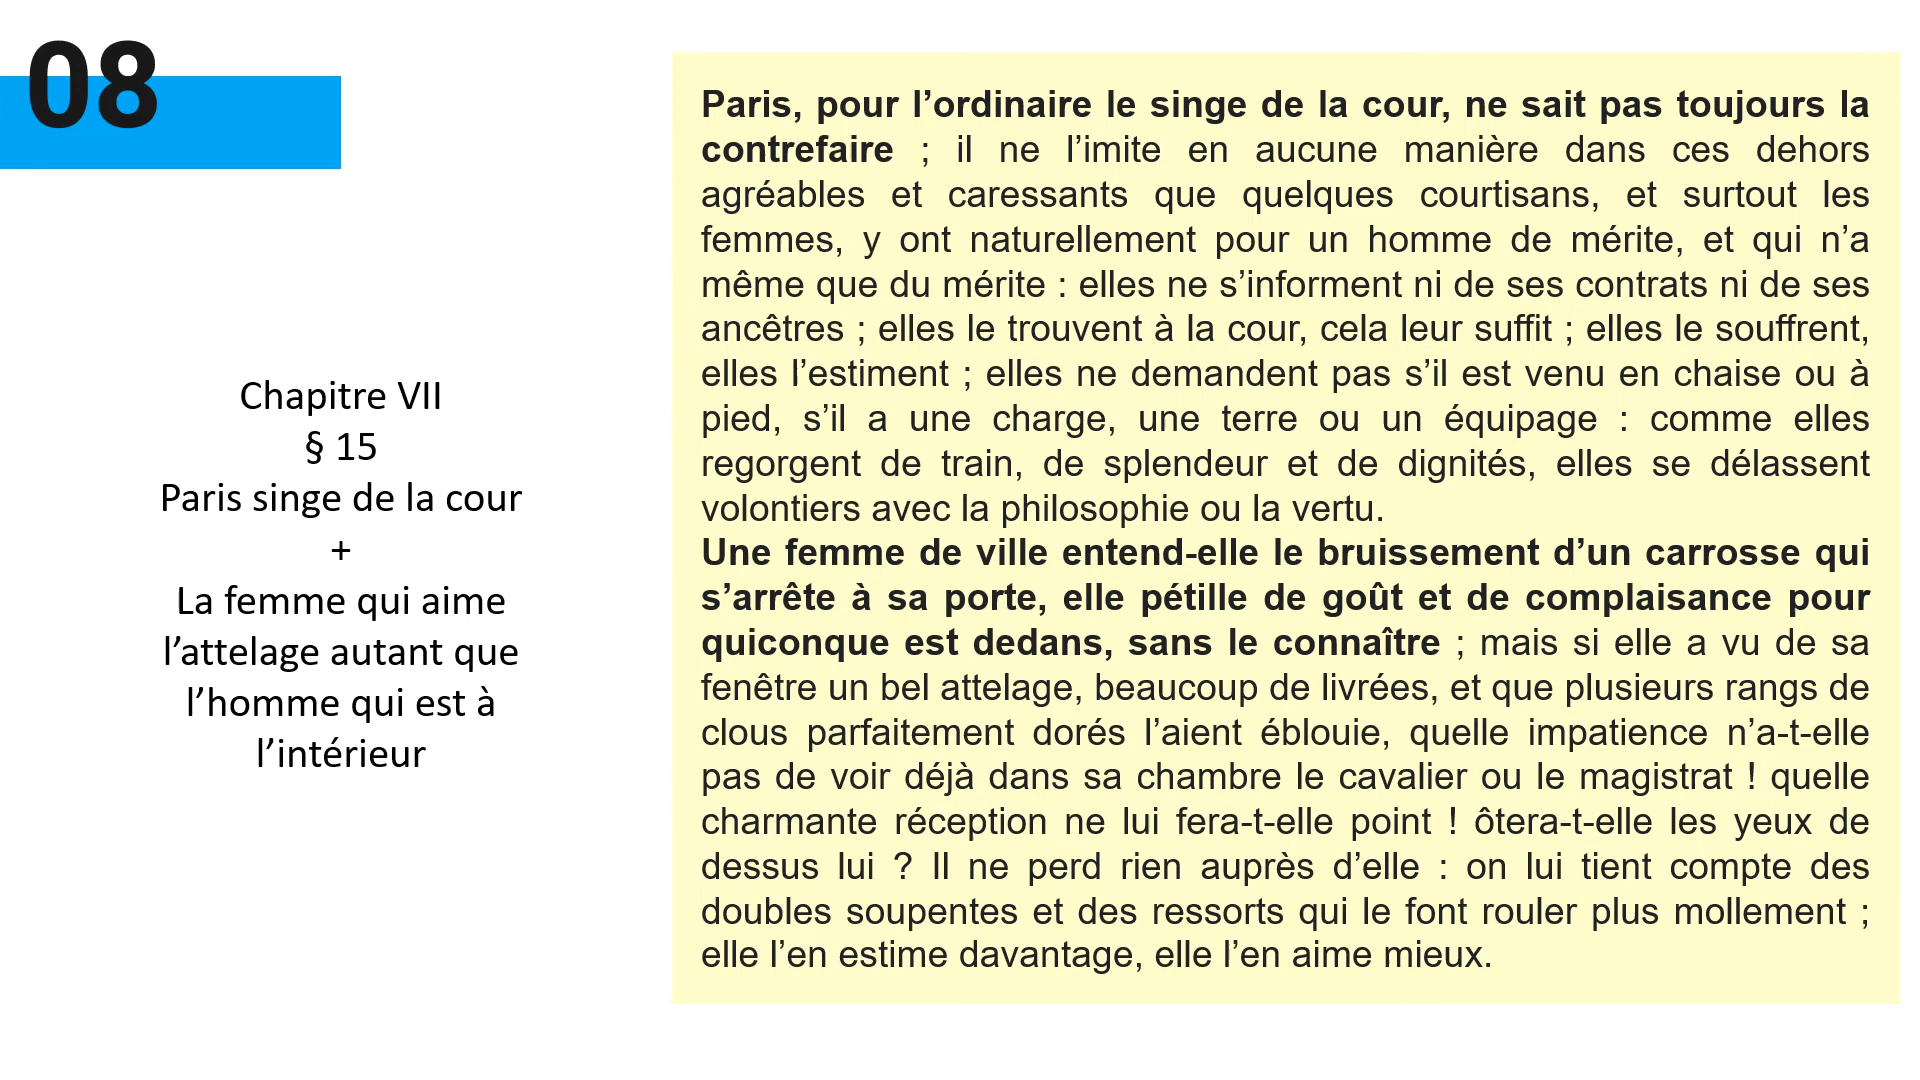 08
Chapitre VII
§ 15
Paris singe de la cour
+
La femme qui aime
l’attelage autant que
l’homme qui est à
l’intérieur
Paris, pour l’ordinaire le singe de la cour, ne sait pas toujours la
contrefaire ; il ne l’imite en aucune manière dans ces dehors
agréables et caressants que quelques courtisans, et surtout les
femmes, y ont naturellement pour un homme de mérite, et qui n’a
même que du mérite : elles ne s’informent ni de ses contrats ni de ses
ancêtres ; elles le trouvent à la cour, cela leur suffit ; elles le souffrent,
elles l’estiment ; elles ne demandent pas s’il est venu en chaise ou à
pied, s’il a une charge, une terre ou un équipage : comme elles
regorgent de train, de splendeur et de dignités, elles se délassent
volontiers avec la philosophie ou la vertu.
Une femme de ville entend-elle le bruissement d’un carrosse qui
s’arrête à sa porte, elle pétille de goût et de complaisance pour
quiconque est dedans, sans le connaître ; mais si elle a vu de sa
fenêtre un bel attelage, beaucoup de livrées, et que plusieurs rangs de
clous parfaitement dorés l’aient éblouie, quelle impatience n’a-t-elle
pas de voir déjà dans sa chambre le cavalier ou le magistrat ! quelle
charmante réception ne lui fera-t-elle point ! ôtera-t-elle les yeux de
dessus lui ? Il ne perd rien auprès d’elle : on lui tient compte des
doubles soupentes et des ressorts qui le font rouler plus mollement ;
elle l’en estime davantage, elle l’en aime mieux.